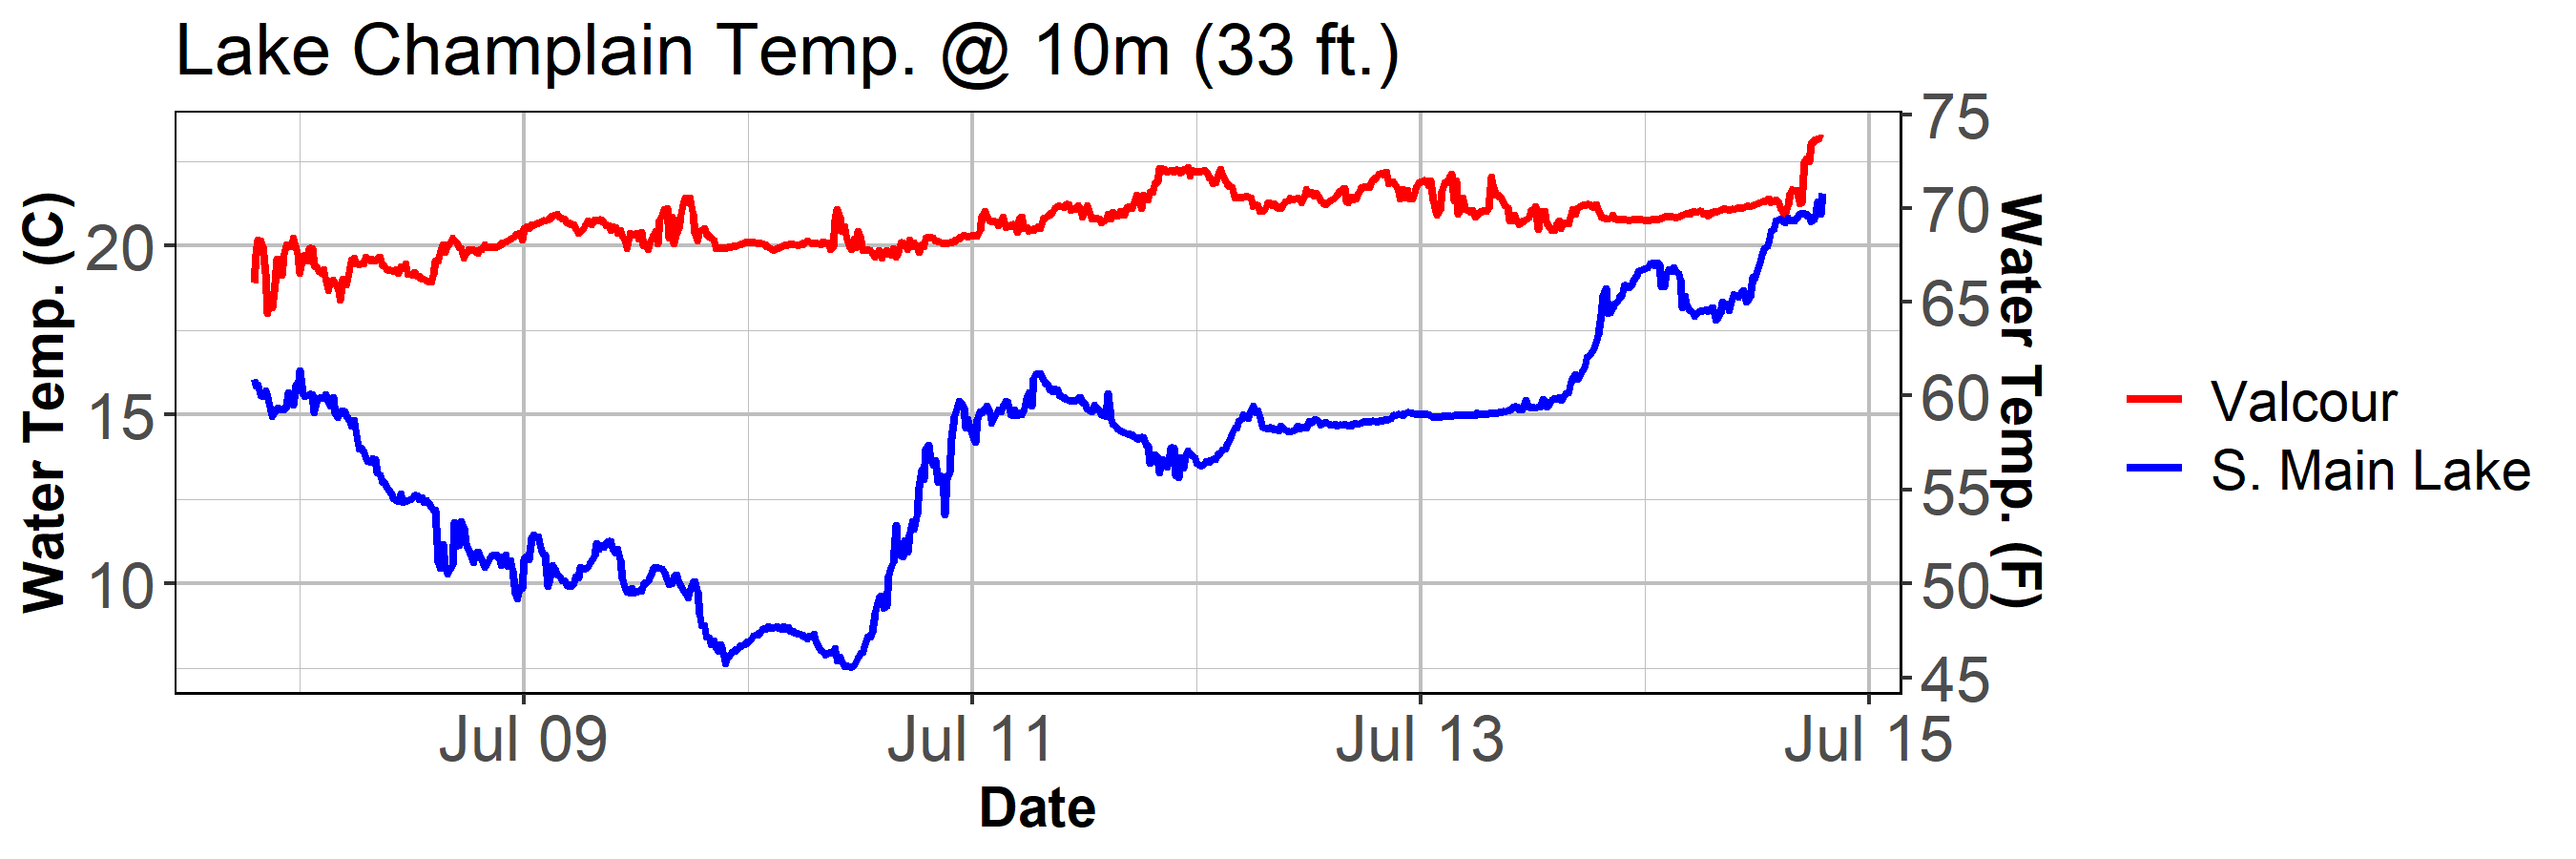 Lake Champlain Temp. @ 10m (33 ft.)
Water Temp. (C)
20
15
10
75
70
65
60
55
50
45
Water Temp. (F)
Jul 09
Jul 11
Jul 13
Jul 15
Date
Valcour
S. Main Lake